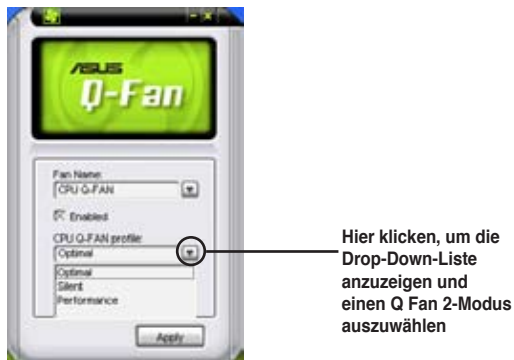 ASUS
Q-Fan
Fan Name:
CPU Q-FAN
Enabled
CPU Q-FAN profile:
Optimal
Optimal
Silent
Performance
Apply
Hier klicken, um die
Drop-Down-Liste
anzuzeigen und
einen Q Fan 2-Modus
auszuwählen